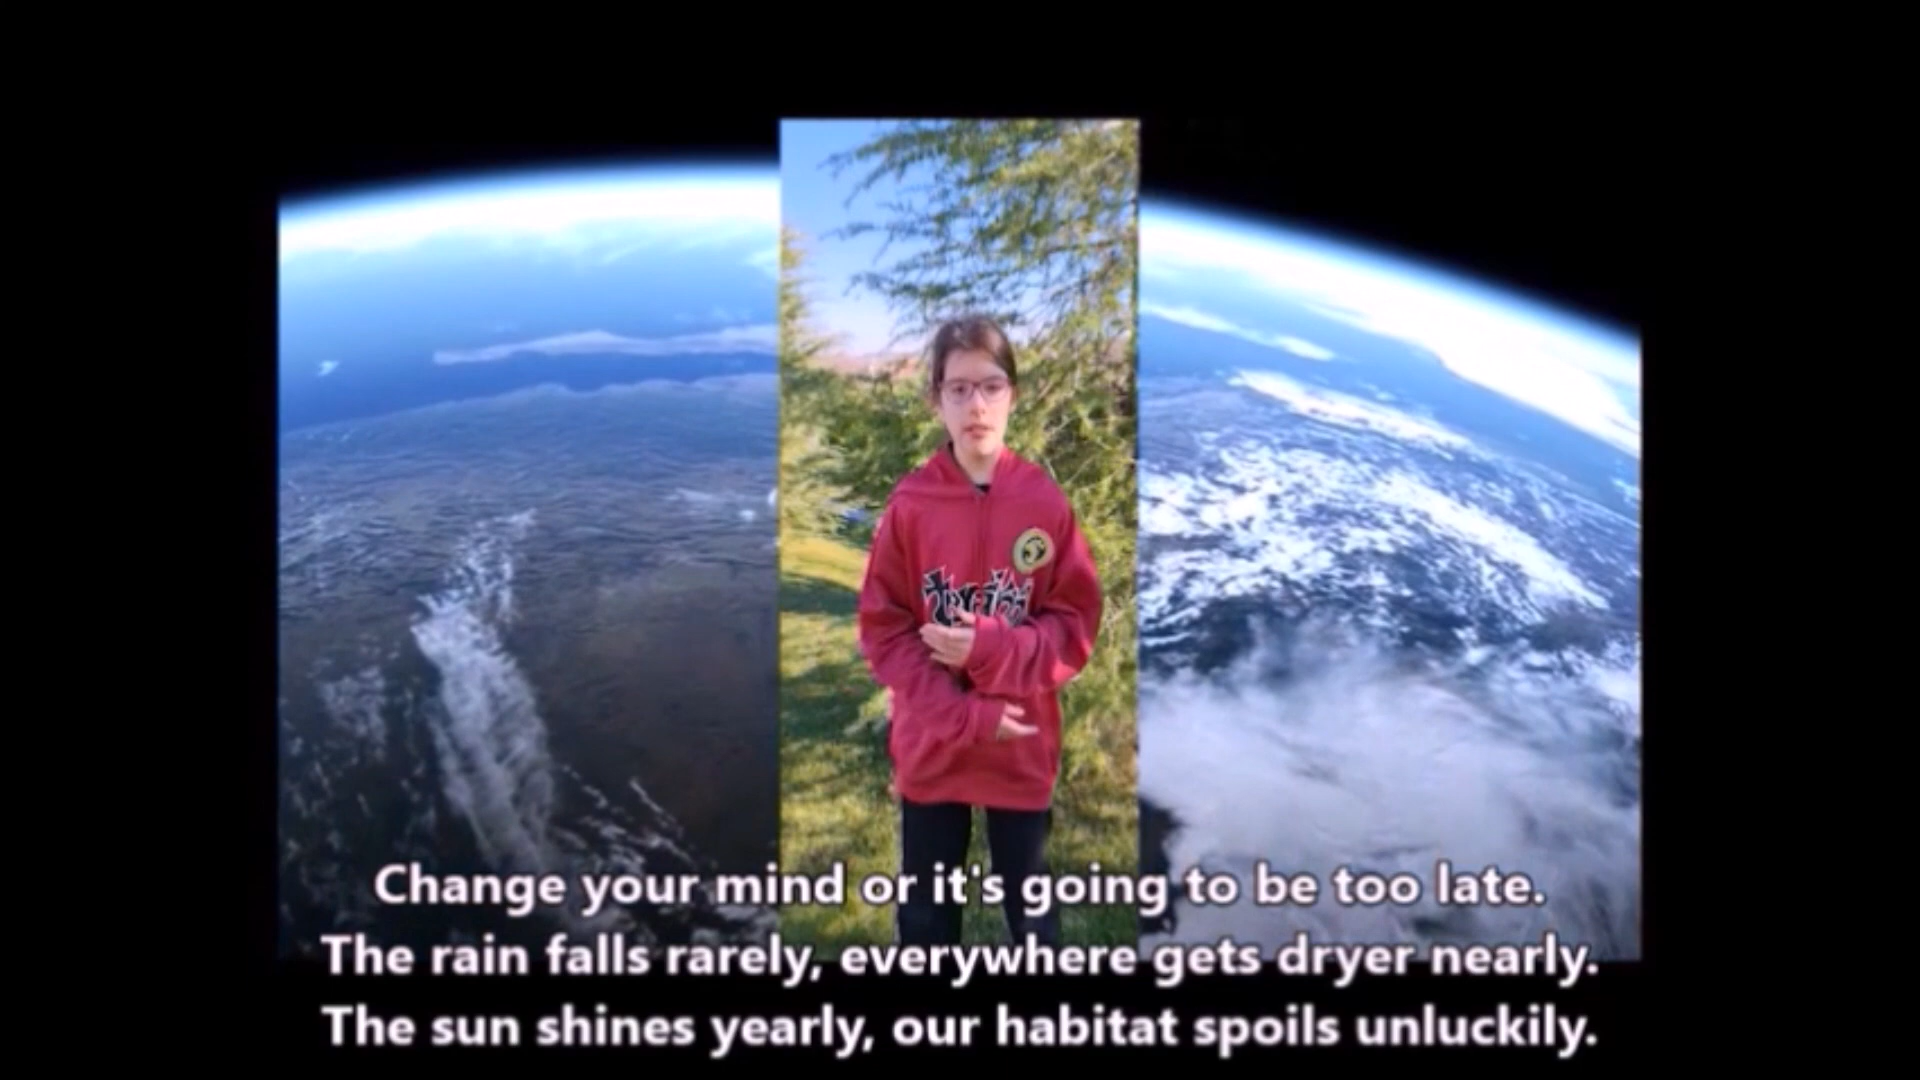 Change your mind or it's going to be too late.
The rain falls rarely, everywhere gets dryer nearly.
The sun shines yearly, our habitat spoils unluckily.